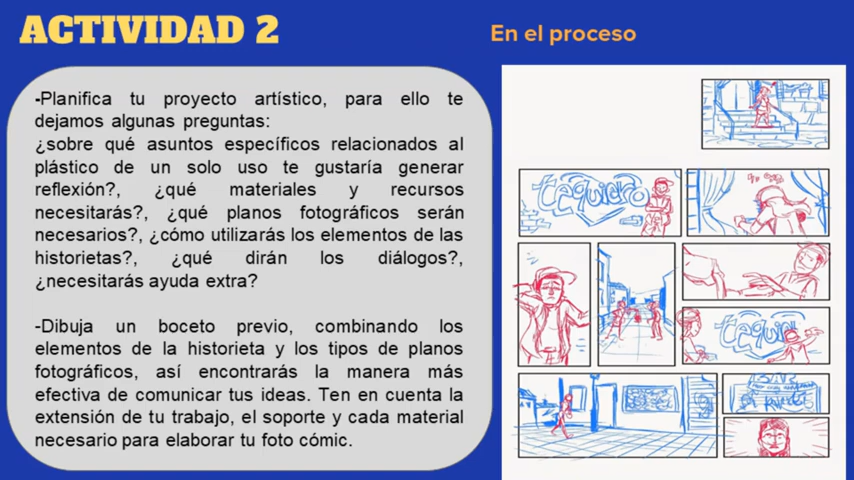 ACTIVIDAD 2
En el proceso
-Planifica tu proyecto artístico, para ello te
dejamos algunas preguntas:
¿sobre qué asuntos específicos relacionados al
plástico de un solo uso te gustaría generar
reflexión?, ¿qué materiales y recursos
necesitarás?, ¿qué planos fotográficos serán
necesarios?, ¿cómo utilizarás los elementos de las
historietas?, ¿qué dirán los diálogos?,
¿necesitarás ayuda extra?
-Dibuja un boceto previo, combinando los
elementos de la historieta y los tipos de planos
fotográficos, así encontrarás la manera más
efectiva de comunicar tus ideas. Ten en cuenta la
extensión de tu trabajo, el soporte y cada material
necesario para elaborar tu foto cómic.
tequiero